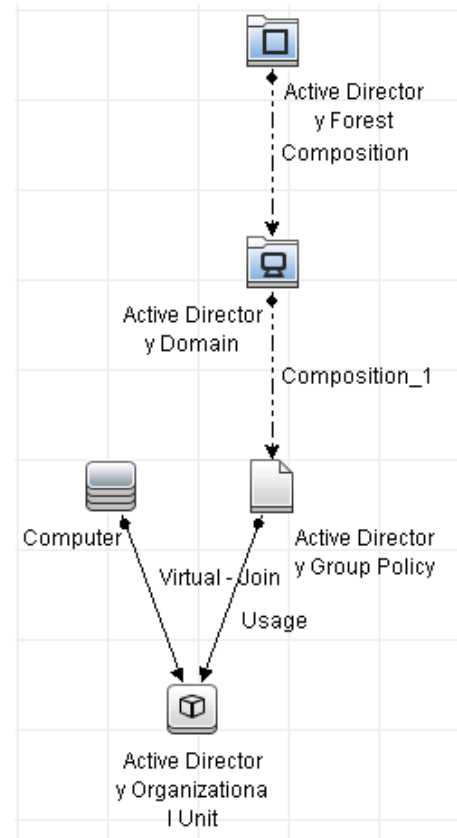 Active Director
y Forest
Composition
Active Director
y Domain
Composition_1
Computer
Active Director
y Group Policy
Virtual - Join
Usage
Active Director
y Organizationa
l Unit